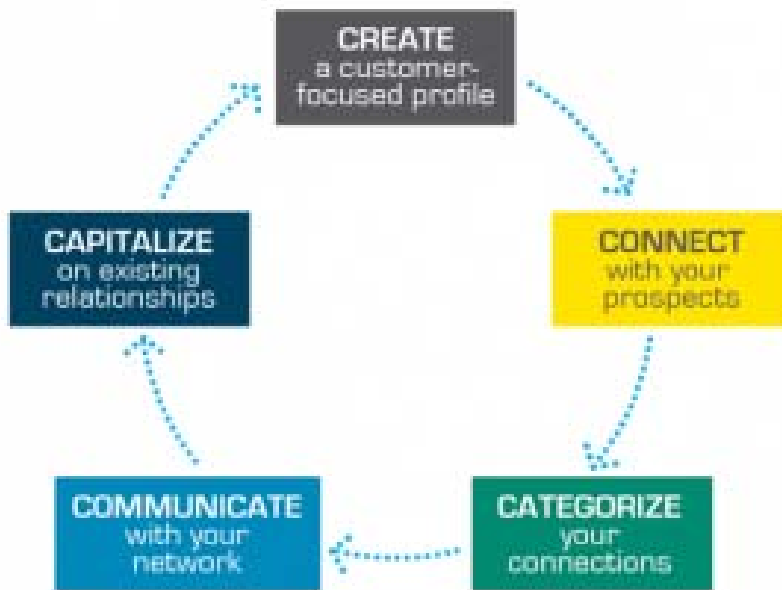 CREATE
a customer-
focused profile
CONNECT
with your
prospects
CATEGORIZE
your
connections
COMMUNICATE
with your
network
CAPITALIZE
on existing
relationships